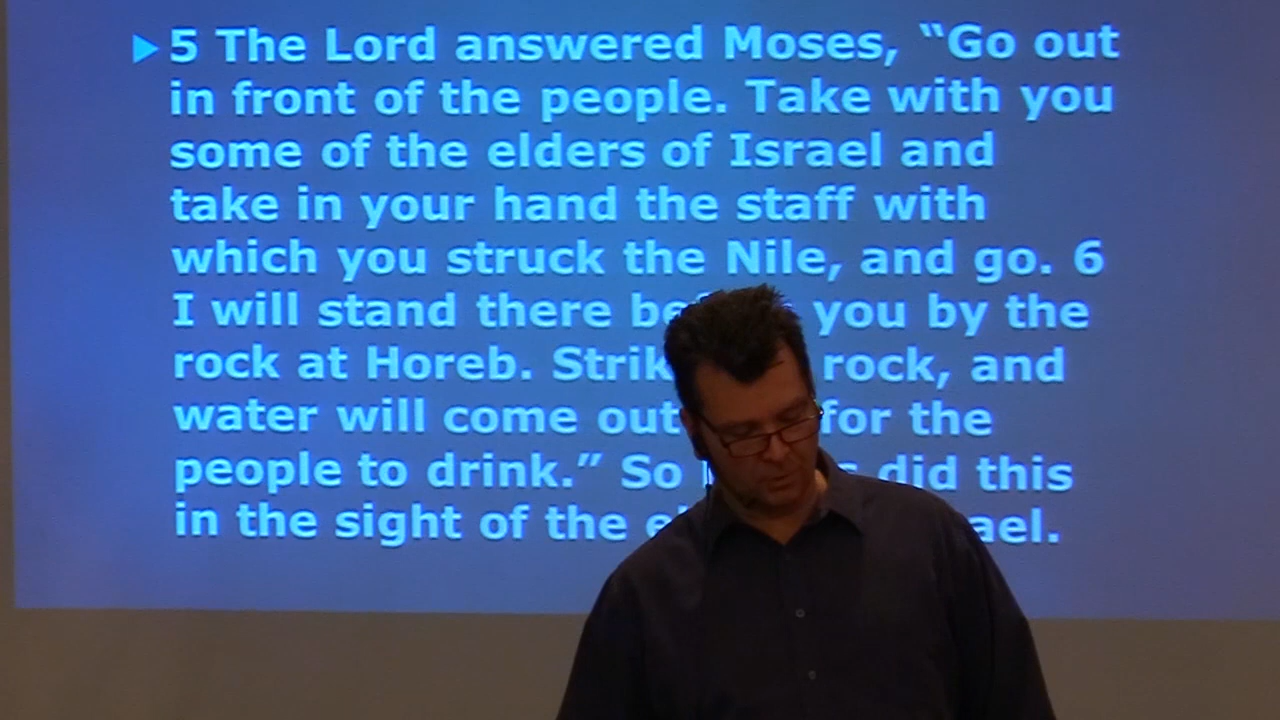 5 The Lord answered Moses, “Go out
in front of the people. Take with you
some of the elders of Israel and
take in your hand the staff with
which you struck the Nile, and go. 6
I will stand there you by the
rock at Horeb. rock, and
water will come out for the
people to drink.” So did this
in the sight of the